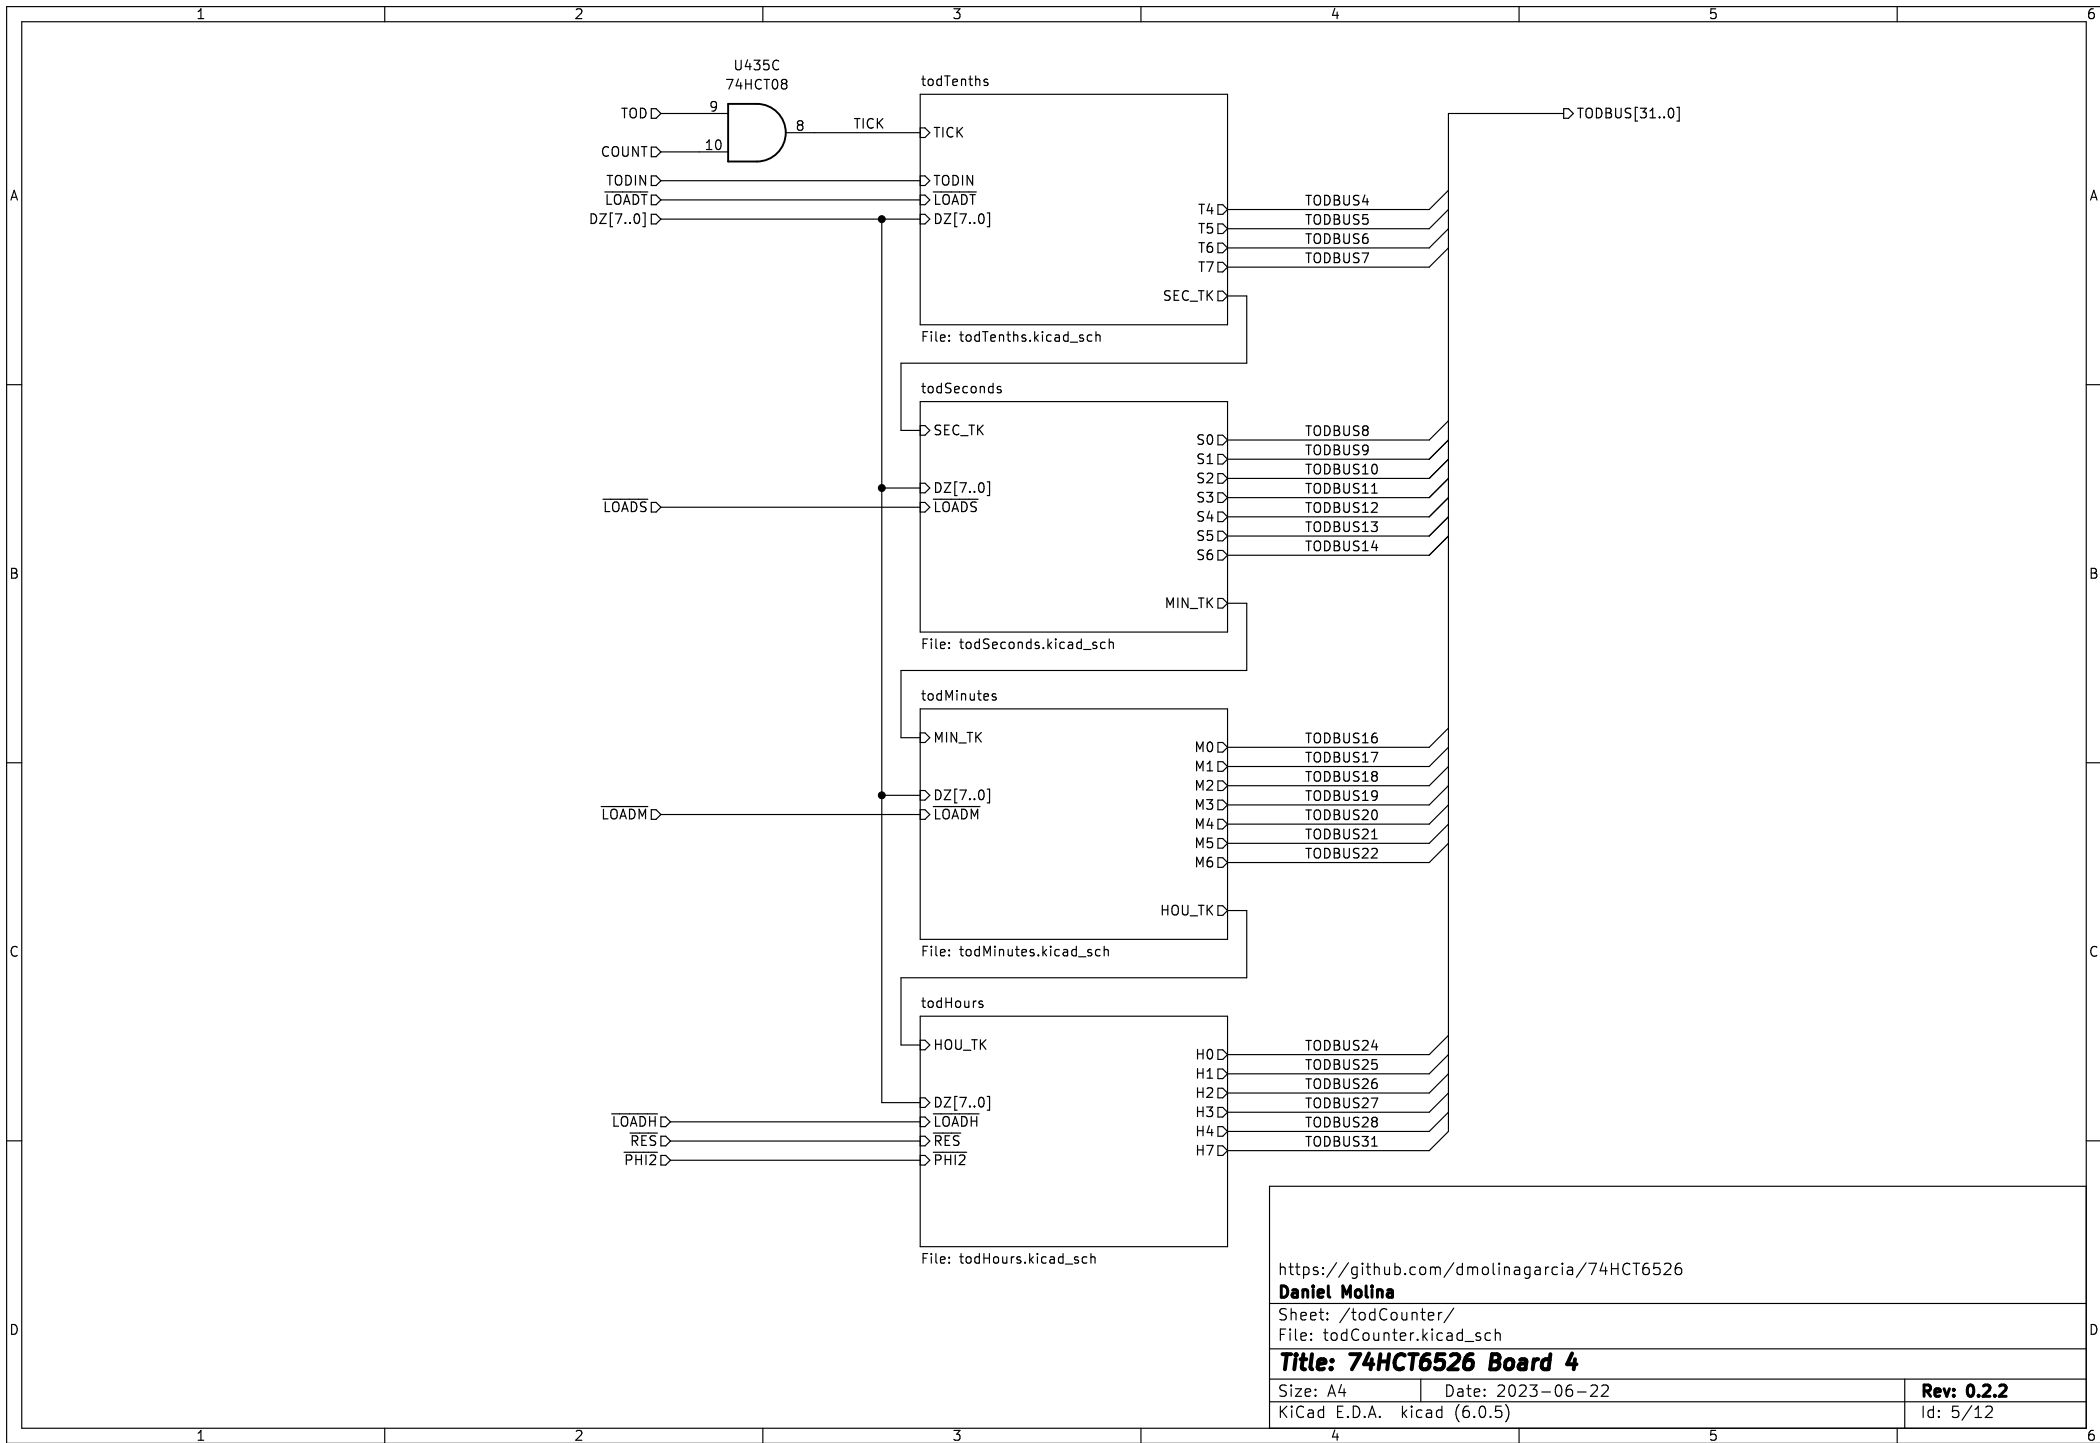 1 2 3 4 5 6
U435C
74HCT08
todTenths
TOD 9
8 TICK TICK
COUNT 10
TODBUS[31..0]
TODIN TODIN
A A
LOADT LOADT
DZ[7..0] DZ[7..0]
T4 TODBUS4
T5 TODBUS5
T6 TODBUS6
T7 TODBUS7
SEC_TK
File: todTenths.kicad_sch
todSeconds
SEC_TK
S0 TODBUS8
S1 TODBUS9
S2 TODBUS10
DZ[7..0]
S3 TODBUS11
LOADS LOADS
S4 TODBUS12
S5 TODBUS13
S6 TODBUS14
B B
MIN_TK
File: todSeconds.kicad_sch
todMinutes
MIN_TK
M0 TODBUS16
M1 TODBUS17
M2 TODBUS18
DZ[7..0]
M3 TODBUS19
LOADM LOADM
M4 TODBUS20
M5 TODBUS21
M6 TODBUS22
HOU_TK
File: todMinutes.kicad_sch
C C
todHours
HOU_TK
H0 TODBUS24
H1 TODBUS25
H2 TODBUS26
DZ[7..0]
H3 TODBUS27
LOADH LOADH
H4 TODBUS28
RES RES
H7 TODBUS31
PHI2 PHI2
File: todHours.kicad_sch
https://github.com/dmolinagarcia/74HCT6526
Daniel Molina
Sheet: /todCounter/
D D
File: todCounter.kicad_sch
Title: 74HCT6526 Board 4
Size: A4 Date: 2023-06-22 Rev: 0.2.2
KiCad E.D.A. kicad (6.0.5) Id: 5/12
1 2 3 4 5 6